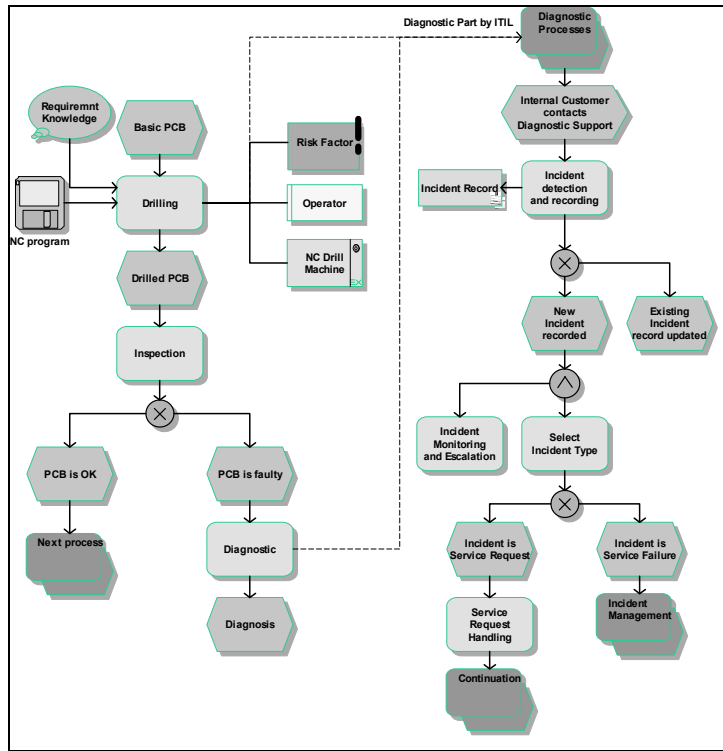 Diagnostic Part by ITIL
Diagnostic
Processes
Requiremnt
Knowledge
Basic PCB
Internal Customer
contacts
Diagnostic Support
Risk Factor
Incident
detection
and recording
Incident Record
Drilling
Operator
NC program
NC Drill
Machine
EX
Drilled PCB
New
Incident
recorded
Existing
Incident
record updated
Inspection
Incident
Monitoring
and Escalation
Select
Incident Type
PCB is OK
PCB is faulty
Incident is
Service Request
Incident is
Service Failure
Next process
Diagnostic
Service
Request
Handling
Incident
Management
Diagnosis
Continuation